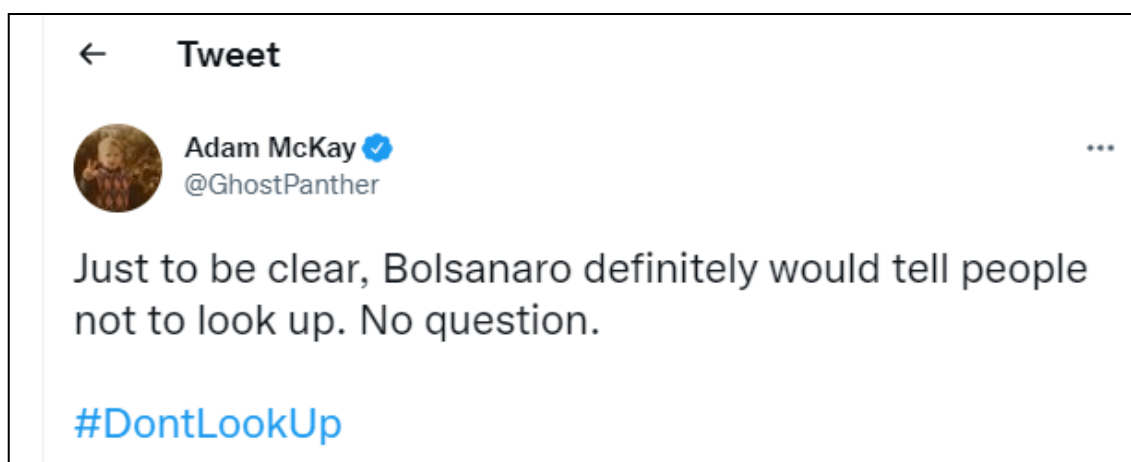 ← Tweet
Adam McKay
@GhostPanther
Just to be clear, Bolsanaro definitely would tell people
not to look up. No question.
#DontLookUp